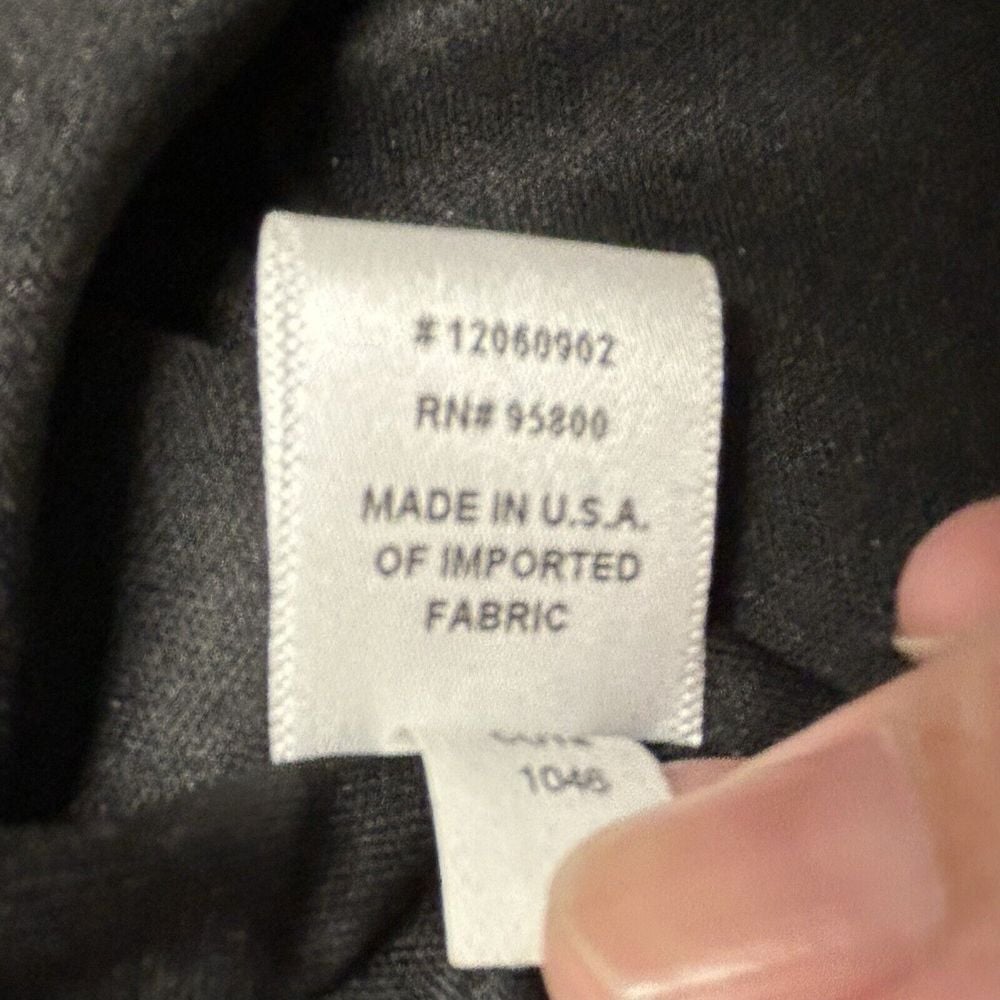 #12060902
RN# 95800
MADE IN U.S.A.
OF IMPORTED
FABRIC
1046